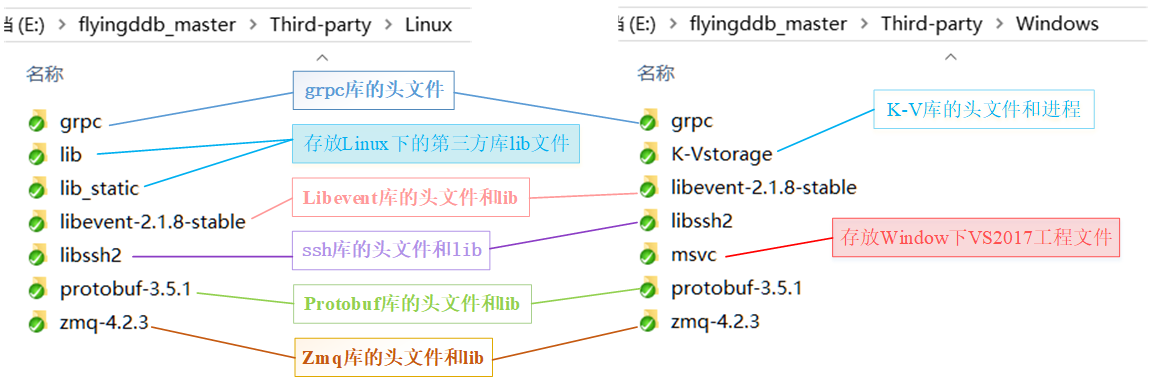 (E:) > flyingddb_master > Third-party > Linux
名称
grpc
lib
lib_static
libevent-2.1.8-stable
libssh2
protobuf-3.5.1
zmq-4.2.3
grpc库的头文件
存放Linux下的第三方库lib文件
Libevent库的头文件和lib
ssh库的头文件和lib
Protobuf库的头文件和lib
Zmq库的头文件和lib
(E:) > flyingddb_master > Third-party > Windows
名称
grpc
K-Vstorage
libevent-2.1.8-stable
libssh2
msvc
protobuf-3.5.1
zmq-4.2.3
K-V库的头文件和进程
存放Window下VS2017工程文件